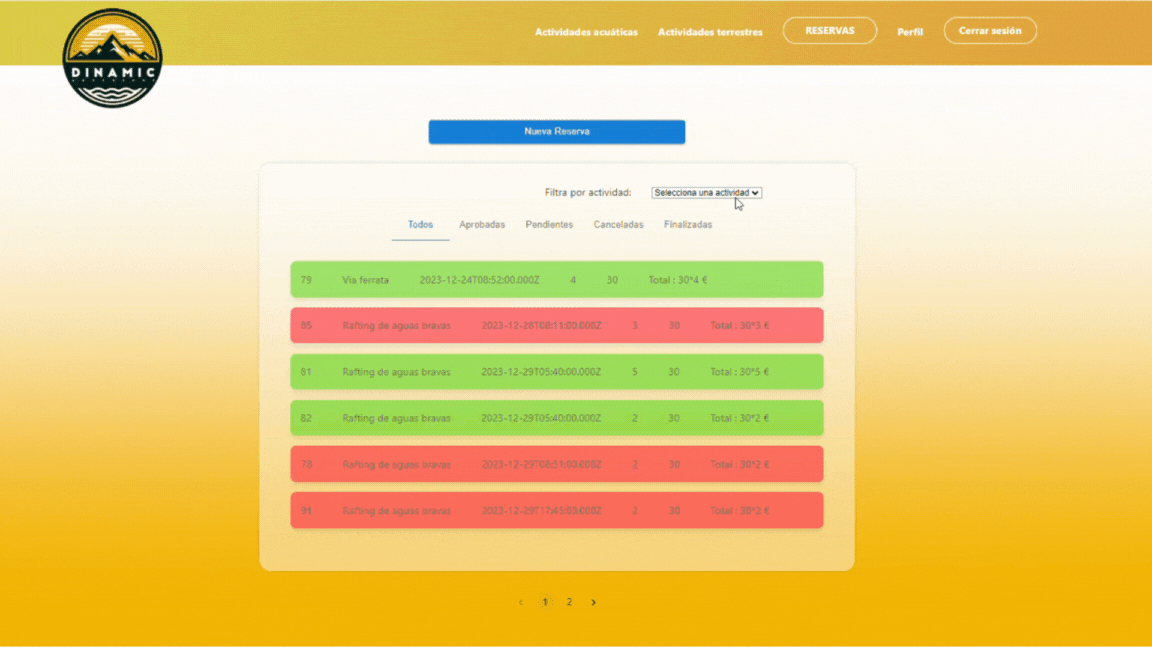 DINAMIC
Actividades acuáticas Actividades terrestres RESERVAS Perfil Cerrar sesión
Nueva Reserva
Filtra por actividad: Selecciona una actividad
Todos Aprobadas Pendientes Canceladas Finalizadas
79 Via ferrata 2023-12-24T08:52:00.000Z 4 30 Total : 30*4 €
85 Rafting de aguas bravas 2023-12-28T08:11:00.000Z 3 30 Total : 30*3 €
81 Rafting de aguas bravas 2023-12-29T05:40:00.000Z 5 30 Total : 30*5 €
82 Rafting de aguas bravas 2023-12-29T05:40:00.000Z 2 30 Total : 30*2 €
78 Rafting de aguas bravas 2023-12-29T08:51:00.000Z 2 30 Total : 30*2 €
91 Rafting de aguas bravas 2023-12-29T17:45:00.000Z 2 30 Total : 30*2 €
‹ 1 2 ›